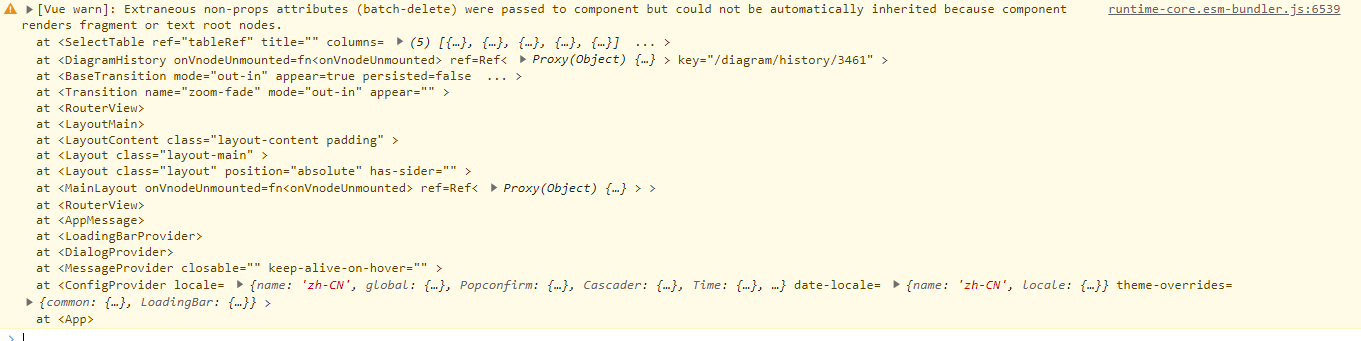 [Vue warn]: Extraneous non-props attributes (batch-delete) were passed to component but could not be automatically inherited because component runtime-core.esm-bundler.js:6539
renders fragment or text root nodes.
at <SelectTable ref="tableRef" title="" columns= ▶ (5) [{…}, {…}, {…}, {…}, {…}] ... >
at <DiagramHistory onVnodeUnmounted=fn<onVnodeUnmounted> ref=Ref< ▶ Proxy(Object) {…} > key="/diagram/history/3461" >
at <BaseTransition mode="out-in" appear=true persisted=false ... >
at <Transition name="zoom-fade" mode="out-in" appear="" >
at <RouterView>
at <LayoutMain>
at <LayoutContent class="layout-content padding" >
at <Layout class="layout-main" >
at <Layout class="layout" position="absolute" has-sider="" >
at <MainLayout onVnodeUnmounted=fn<onVnodeUnmounted> ref=Ref< ▶ Proxy(Object) {…} > >
at <RouterView>
at <AppMessage>
at <LoadingBarProvider>
at <DialogProvider>
at <MessageProvider closable="" keep-alive-on-hover="" >
at <ConfigProvider locale= ▶ {name: 'zh-CN', global: {…}, Popconfirm: {…}, Cascader: {…}, Time: {…}, …} date-locale= ▶ {name: 'zh-CN', locale: {…}} theme-overrides=
▶ {common: {…}, LoadingBar: {…}} >
at <App>